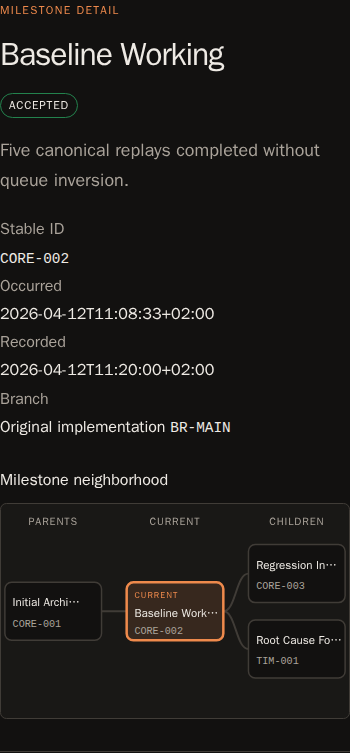 MILESTONE DETAIL
Baseline Working
ACCEPTED
Five canonical replays completed without
queue inversion.
Stable ID
CORE-002
Occurred
2026-04-12T11:08:33+02:00
Recorded
2026-04-12T11:20:00+02:00
Branch
Original implementation BR-MAIN
Milestone neighborhood
PARENTS
CURRENT
CHILDREN
Initial Archi···
CORE-001
CURRENT
Baseline Work···
CORE-002
Regression In···
CORE-003
Root Cause Fo···
TIM-001